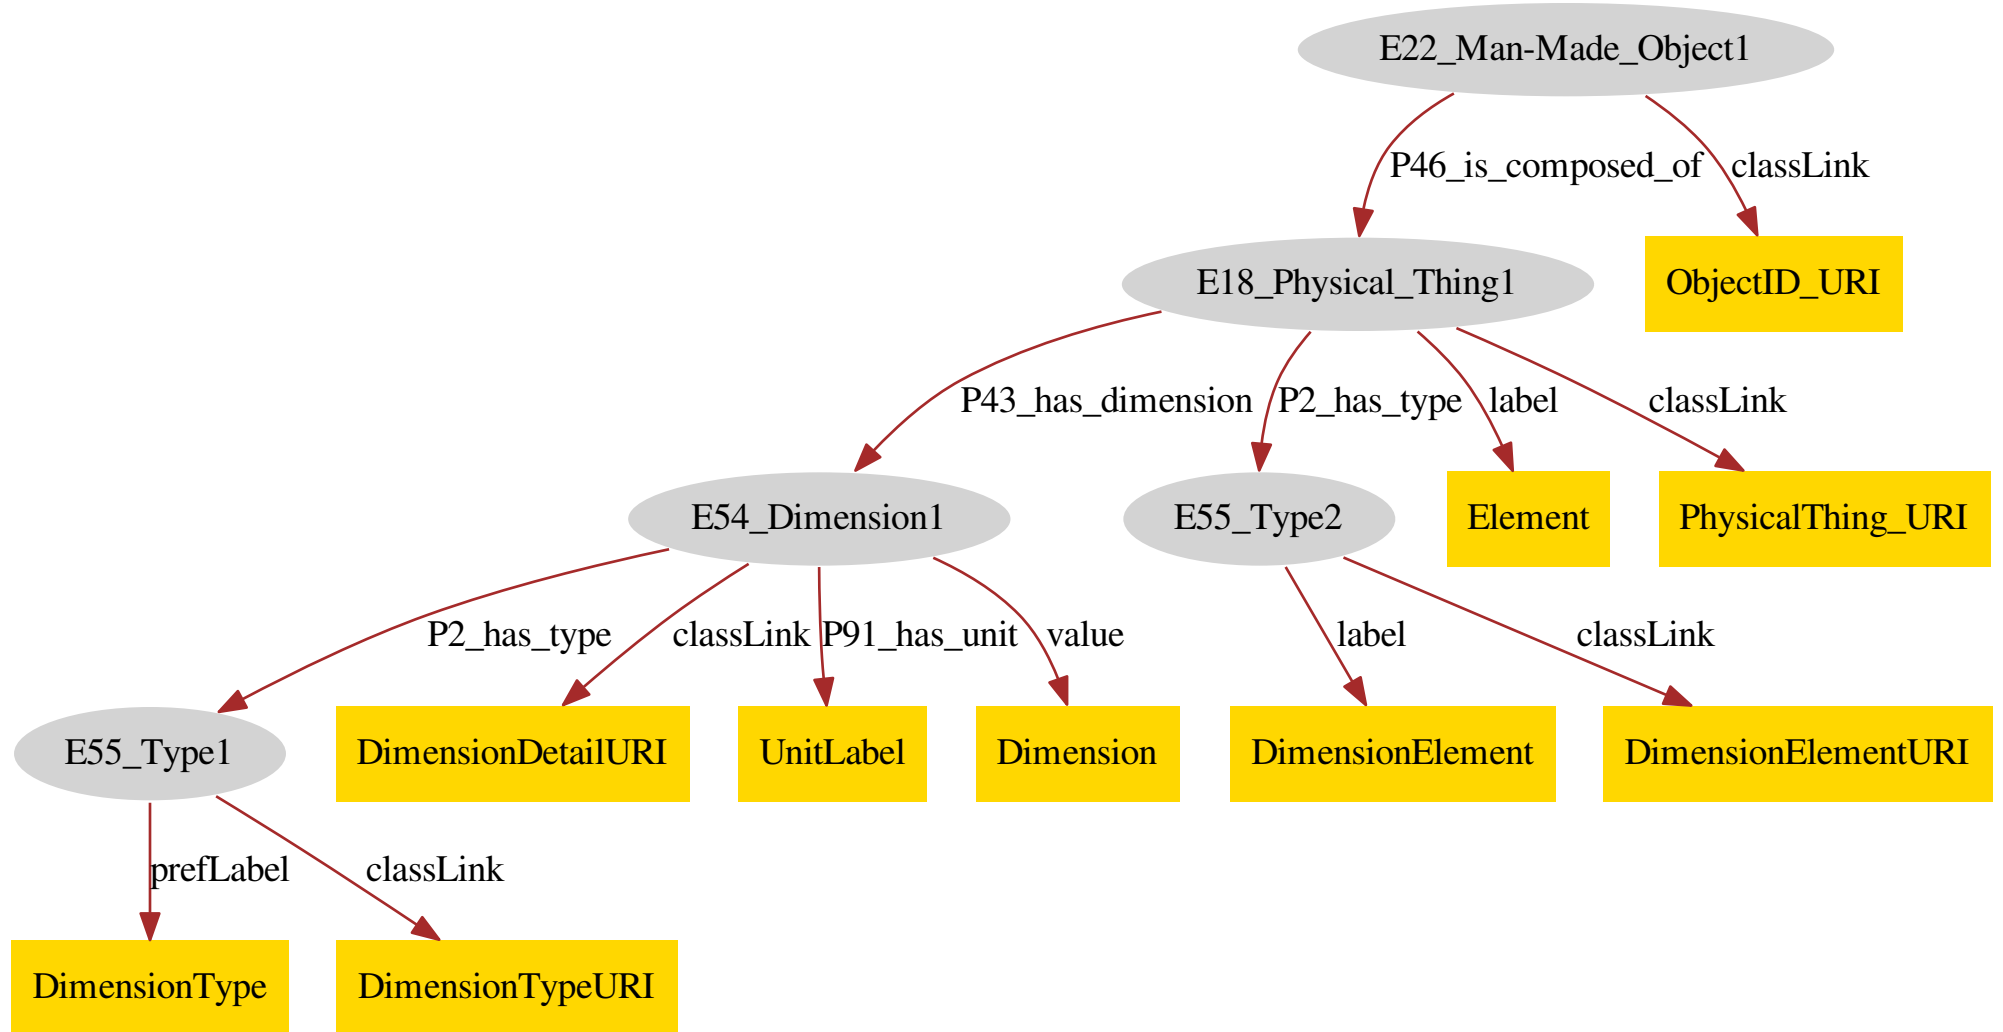 E22_Man-Made_Object1
P46_is_composed_of
classLink
E18_Physical_Thing1
ObjectID_URI
P43_has_dimension
P2_has_type
label
classLink
E54_Dimension1
E55_Type2
Element
PhysicalThing_URI
P2_has_type
classLink
P91_has_unit
value
label
classLink
E55_Type1
DimensionDetailURI
UnitLabel
Dimension
DimensionElement
DimensionElementURI
prefLabel
classLink
DimensionType
DimensionTypeURI